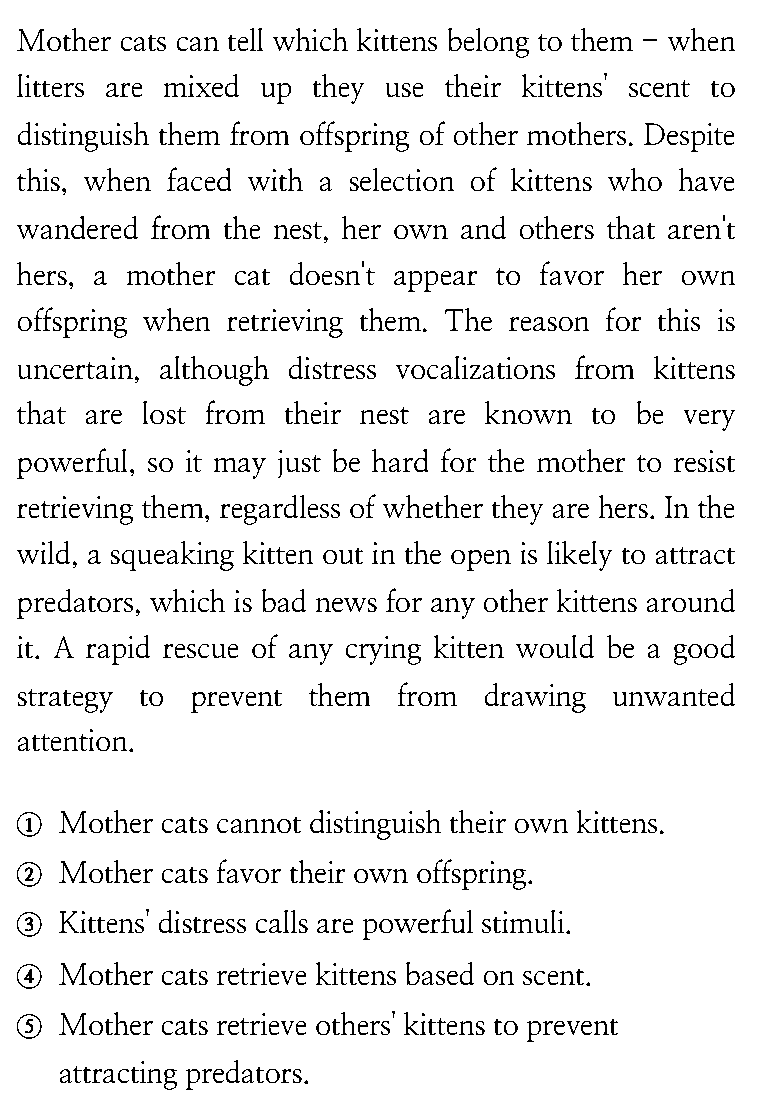 Mother cats can tell which kittens belong to them – when
litters are mixed up they use their kittens' scent to
distinguish them from offspring of other mothers. Despite
this, when faced with a selection of kittens who have
wandered from the nest, her own and others that aren't
hers, a mother cat doesn't appear to favor her own
offspring when retrieving them. The reason for this is
uncertain, although distress vocalizations from kittens
that are lost from their nest are known to be very
powerful, so it may just be hard for the mother to resist
retrieving them, regardless of whether they are hers. In the
wild, a squeaking kitten out in the open is likely to attract
predators, which is bad news for any other kittens around
it. A rapid rescue of any crying kitten would be a good
strategy to prevent them from drawing unwanted
attention.
① Mother cats cannot distinguish their own kittens.
② Mother cats favor their own offspring.
③ Kittens' distress calls are powerful stimuli.
④ Mother cats retrieve kittens based on scent.
⑤ Mother cats retrieve others' kittens to prevent
attracting predators.